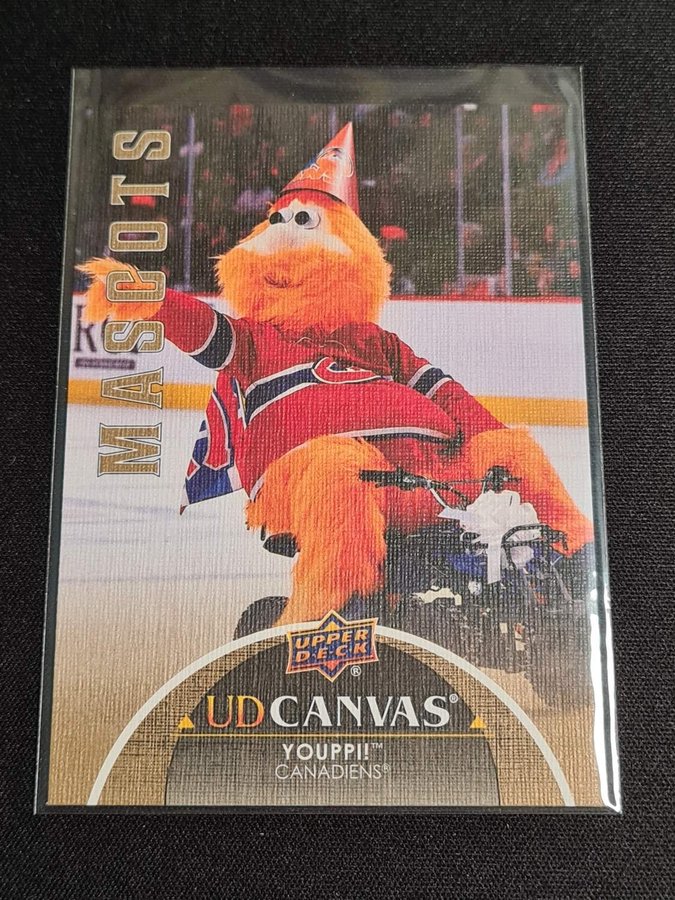 MASCOTS
UPPER
DECK
®
UD CANVAS®
YOUPPI!™
CANADIENS®